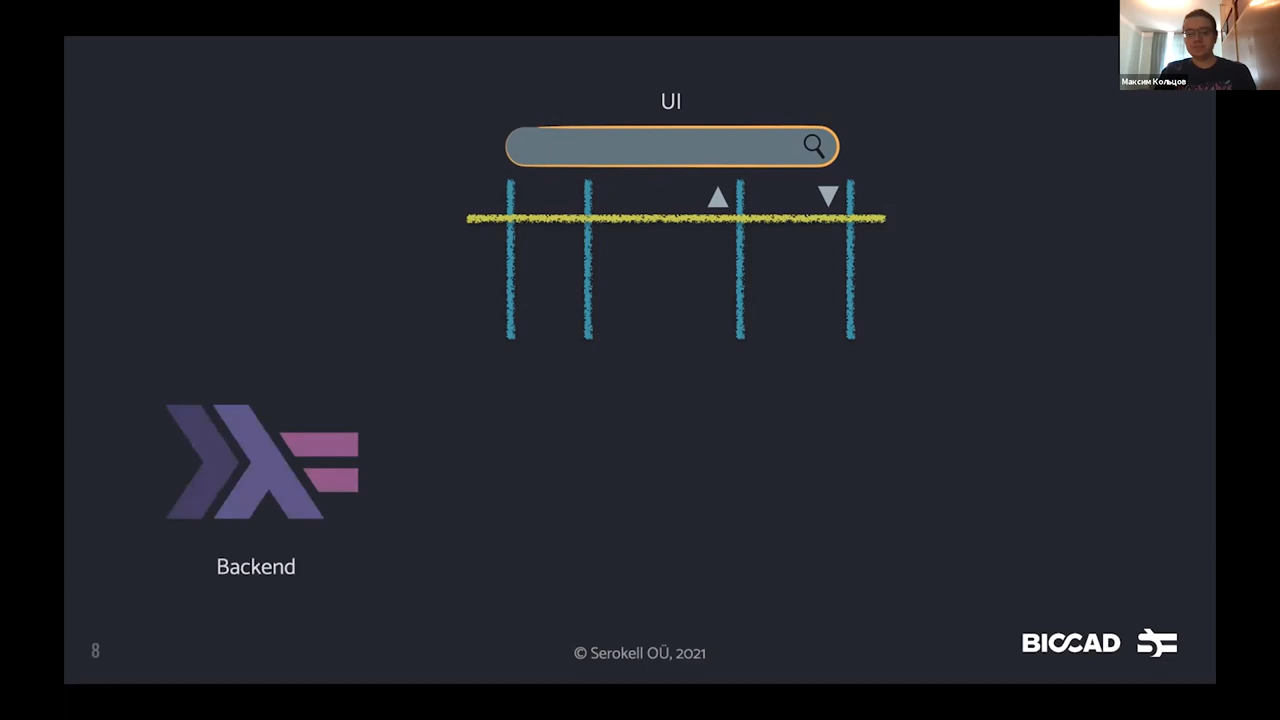 Максим Кольцов
UI
Backend
8
© Serokell OÜ, 2021
BIOCAD